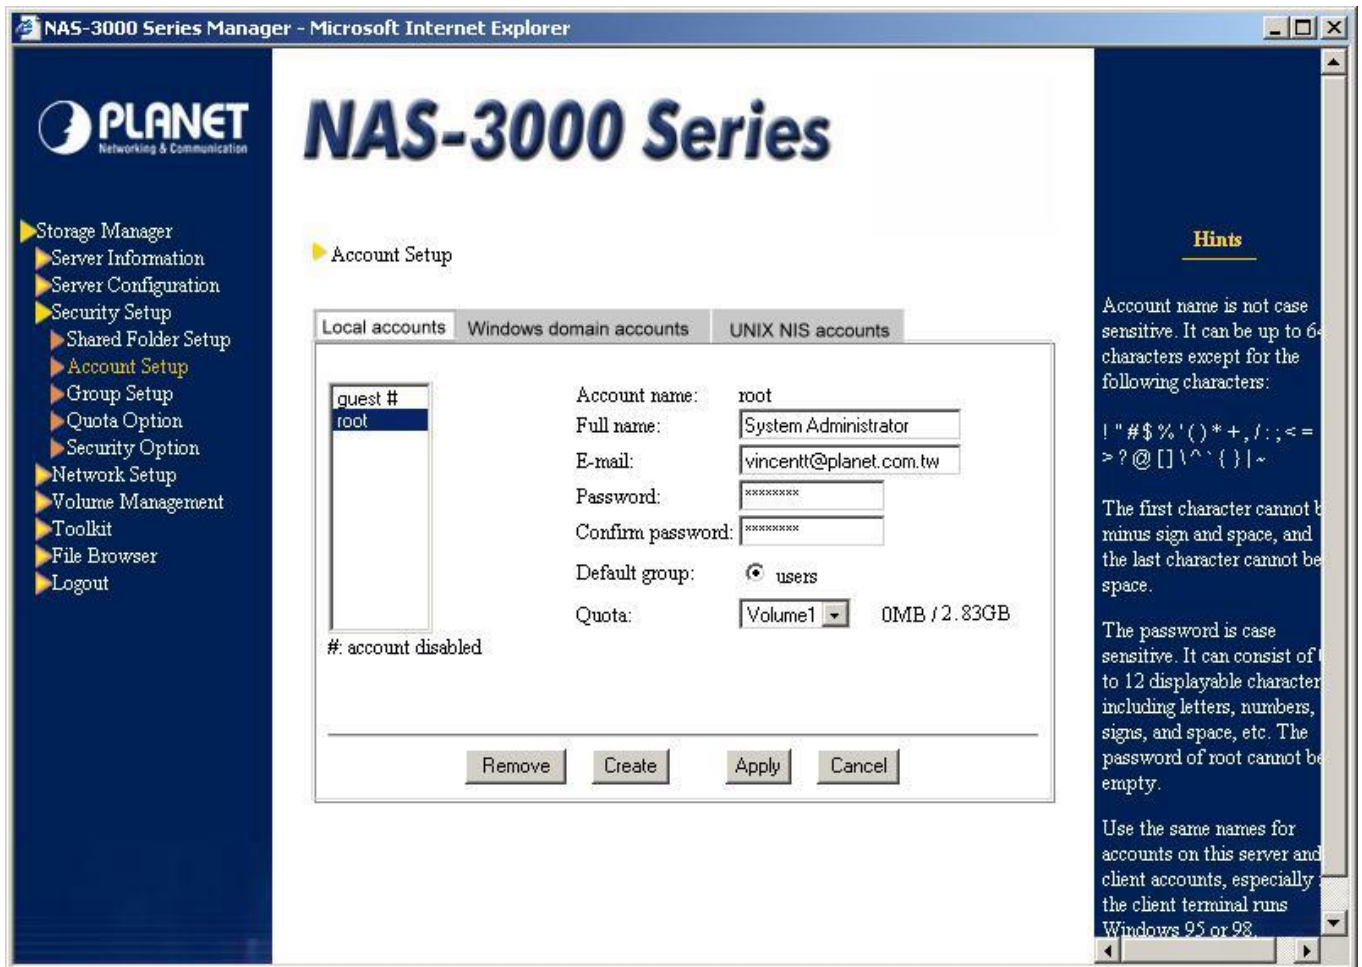 NAS-3000 Series Manager - Microsoft Internet Explorer
PLANET
Networking & Communication
NAS-3000 Series
Storage Manager
Server Information
Server Configuration
Security Setup
Shared Folder Setup
Account Setup
Group Setup
Quota Option
Security Option
Network Setup
Volume Management
Toolkit
File Browser
Logout
Account Setup
Local accounts
Windows domain accounts
UNIX NIS accounts
guest #
root
#: account disabled
Account name: root
Full name: System Administrator
E-mail: vincentt@planet.com.tw
Password: ********
Confirm password: ********
Default group: users
Quota: Volume1 0MB / 2.83GB
Remove Create Apply Cancel
Hints
Account name is not case
sensitive. It can be up to
characters except for the
following characters:
! " # $ % ' ( ) * + , / : ; < =
> ? @ [ ] \ ^ ` { } | ~
The first character cannot
minus sign and space, and
the last character cannot be
space.
The password is case
sensitive. It can consist of
to 12 displayable character
including letters, numbers,
signs, and space, etc. The
password of root cannot be
empty.
Use the same names for
accounts on this server and
client accounts, especially
the client terminal runs
Windows 95 or 98.